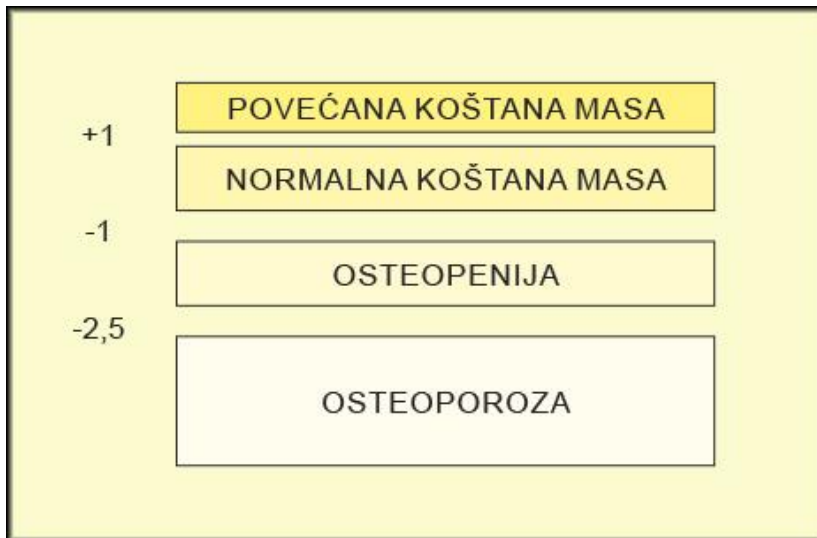 POVEĆANA KOŠTANA MASA
+1
NORMALNA KOŠTANA MASA
-1
OSTEOPENIJA
-2,5
OSTEOPOROZA